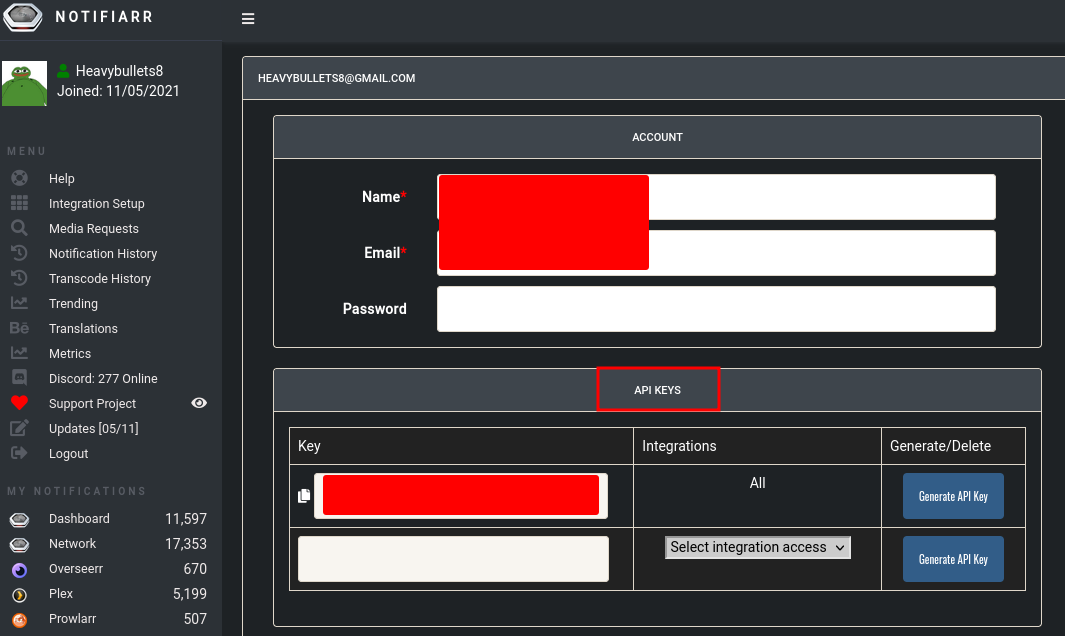 NOTIFIARR
Heavybullets8
Joined: 11/05/2021
MENU
Help
Integration Setup
Media Requests
Notification History
Transcode History
Trending
Translations
Metrics
Discord: 277 Online
Support Project
Updates [05/11]
Logout
MY NOTIFICATIONS
Dashboard 11,597
Network 17,353
Overseerr 670
Plex 5,199
Prowlarr 507
HEAVYBULLETS8@GMAIL.COM
ACCOUNT
Name*
Email*
Password
API KEYS
Key Integrations Generate/Delete
All Generate API Key
Select integration access Generate API Key